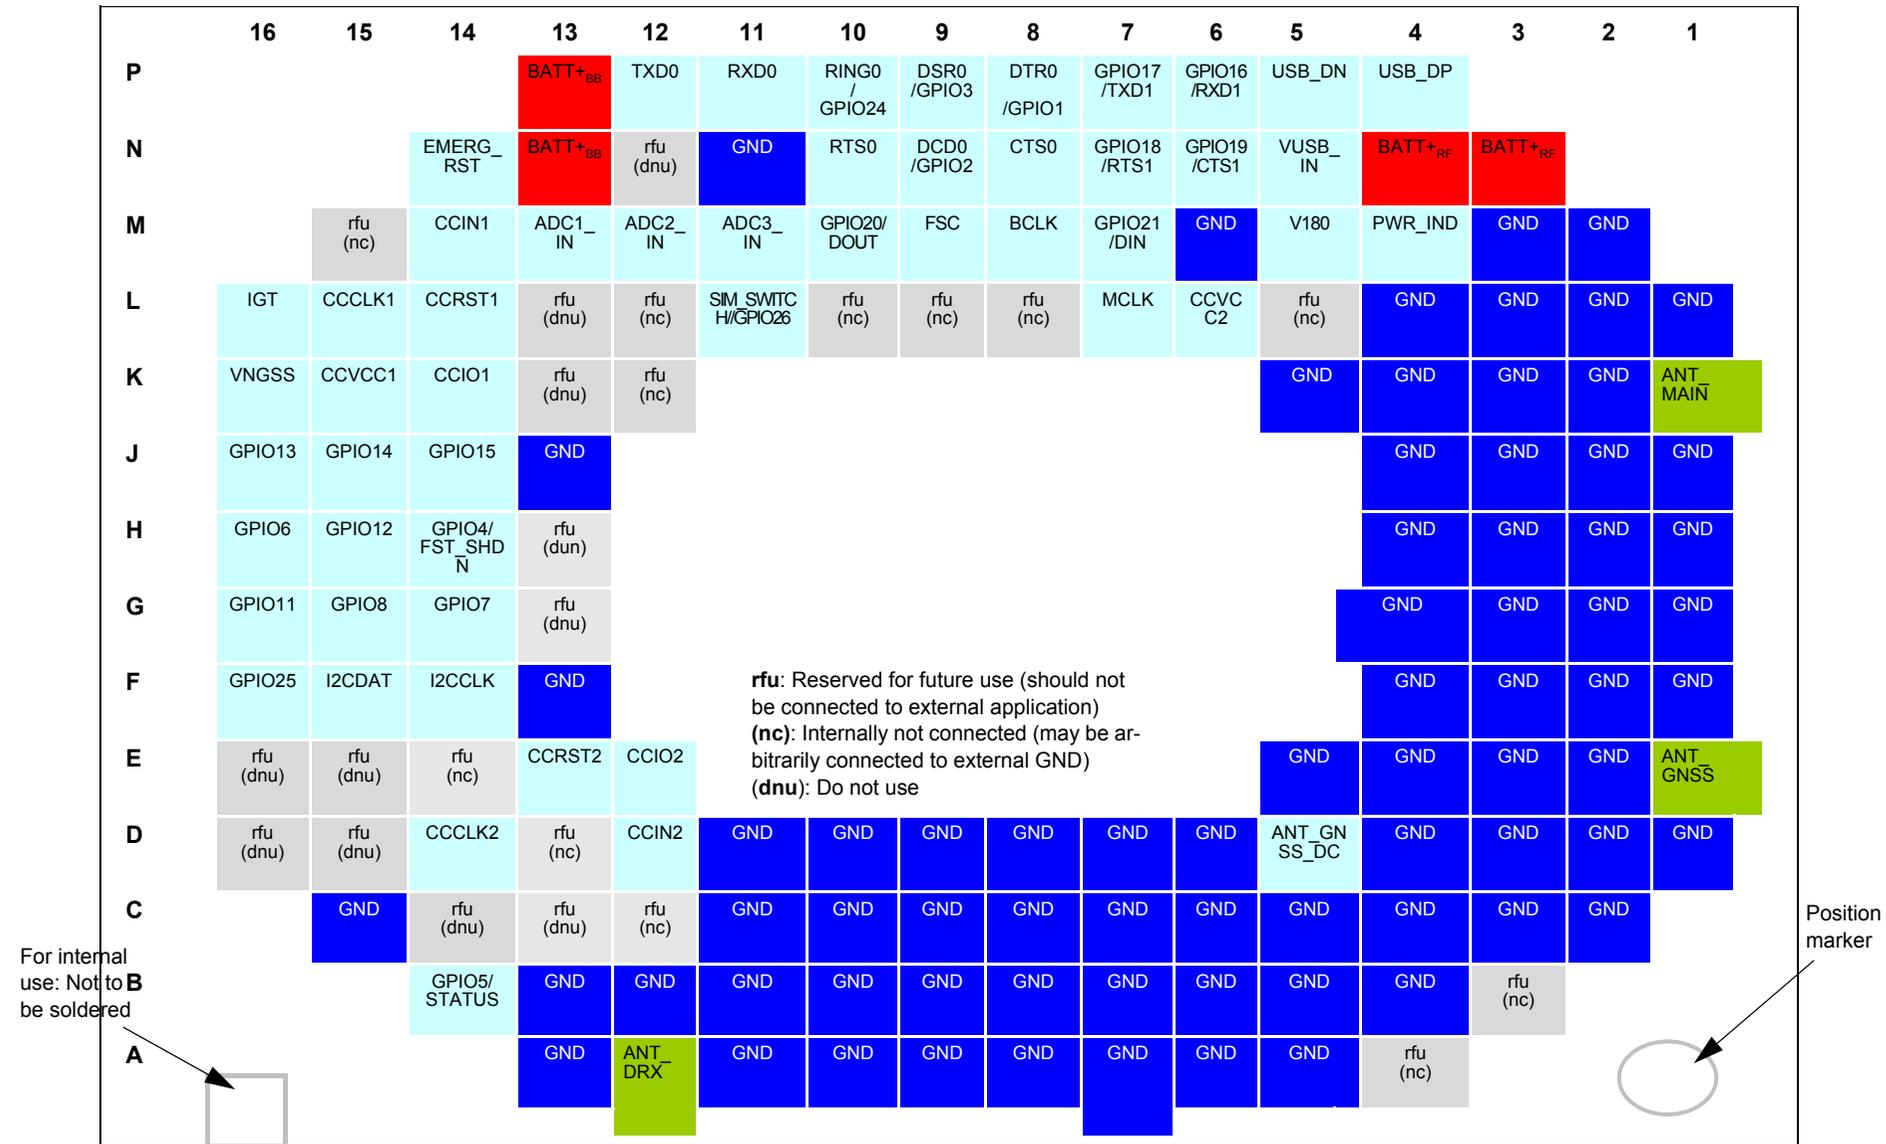 16 15 14 13 12 11 10 9 8 7 6 5 4 3 2 1
P BATT+BB TXD0 RXD0 RING0 / GPIO24 DSR0 /GPIO3 DTR0 /GPIO1 GPIO17 /TXD1 GPIO16 /RXD1 USB_DN USB_DP
N EMERG_ RST BATT+BB rfu (dnu) GND RTS0 DCD0 /GPIO2 CTS0 GPIO18 /RTS1 GPIO19 /CTS1 VUSB_ IN BATT+RF BATT+RF
M rfu (nc) CCIN1 ADC1_ IN ADC2_ IN ADC3_ IN GPIO20/ DOUT FSC BCLK GPIO21 /DIN GND V180 PWR_IND GND GND
L IGT CCCLK1 CCRST1 rfu (dnu) rfu (nc) SIM_SWITC H//GPIO26 rfu (nc) rfu (nc) rfu (nc) MCLK CCVC C2 rfu (nc) GND GND GND GND
K VNGSS CCVCC1 CCIO1 rfu (dnu) rfu (nc) GND GND GND GND ANT_ MAIN
J GPIO13 GPIO14 GPIO15 GND GND GND GND GND
H GPIO6 GPIO12 GPIO4/ FST_SHD N rfu (dun) GND GND GND GND
G GPIO11 GPIO8 GPIO7 rfu (dnu) GND GND GND GND
F GPIO25 I2CDAT I2CCLK GND GND GND GND GND
rfu: Reserved for future use (should not
be connected to external application)
(nc): Internally not connected (may be ar-
bitrarily connected to external GND)
(dnu): Do not use
E rfu (dnu) rfu (dnu) rfu (nc) CCRST2 CCIO2 GND GND GND GND ANT_ GNSS
D rfu (dnu) rfu (dnu) CCCLK2 rfu (nc) CCIN2 GND GND GND GND GND GND ANT_GN SS_DC GND GND GND GND
C GND rfu (dnu) rfu (dnu) rfu (nc) GND GND GND GND GND GND GND GND GND GND
Position
marker
For internal
use: Not to
be soldered
B GPIO5/ STATUS GND GND GND GND GND GND GND GND GND GND rfu (nc)
A GND ANT_ DRX GND GND GND GND GND GND GND rfu (nc)